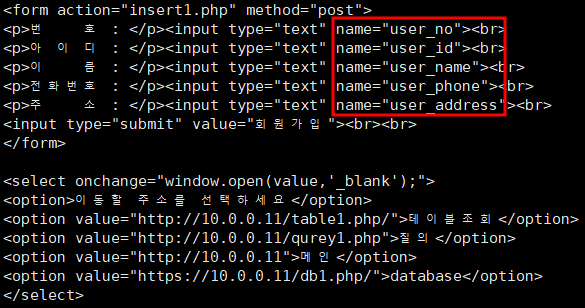 <form action="insert1.php" method="post">
<p>번 호 : </p><input type="text" name="user_no"><br>
<p>아 이 디 : </p><input type="text" name="user_id"><br>
<p>이 름 : </p><input type="text" name="user_name"><br>
<p>전화번호 : </p><input type="text" name="user_phone"><br>
<p>주 소 : </p><input type="text" name="user_address"><br>
<input type="submit" value="회원가입"><br><br>
</form>
<select onchange="window.open(value,'_blank');">
<option>이동할 주소를 선택하세요</option>
<option value="http://10.0.0.11/table1.php/">테이블조회</option>
<option value="http://10.0.0.11/qurey1.php">질의</option>
<option value="http://10.0.0.11">메인</option>
<option value="https://10.0.0.11/db1.php/">database</option>
</select>